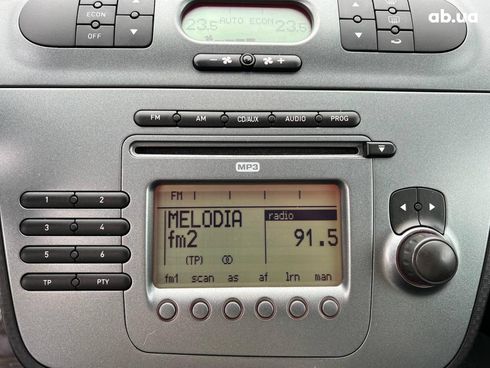 ab.ua
AUTO ECON
23.5 23.5
ECON
OFF
FM AM CD/AUX AUDIO PROG
MP3
1 2
3 4
5 6
TP PTY
FM
MELODIA radio
fm2 91.5
(TP)
fm1 scan as af lrn man